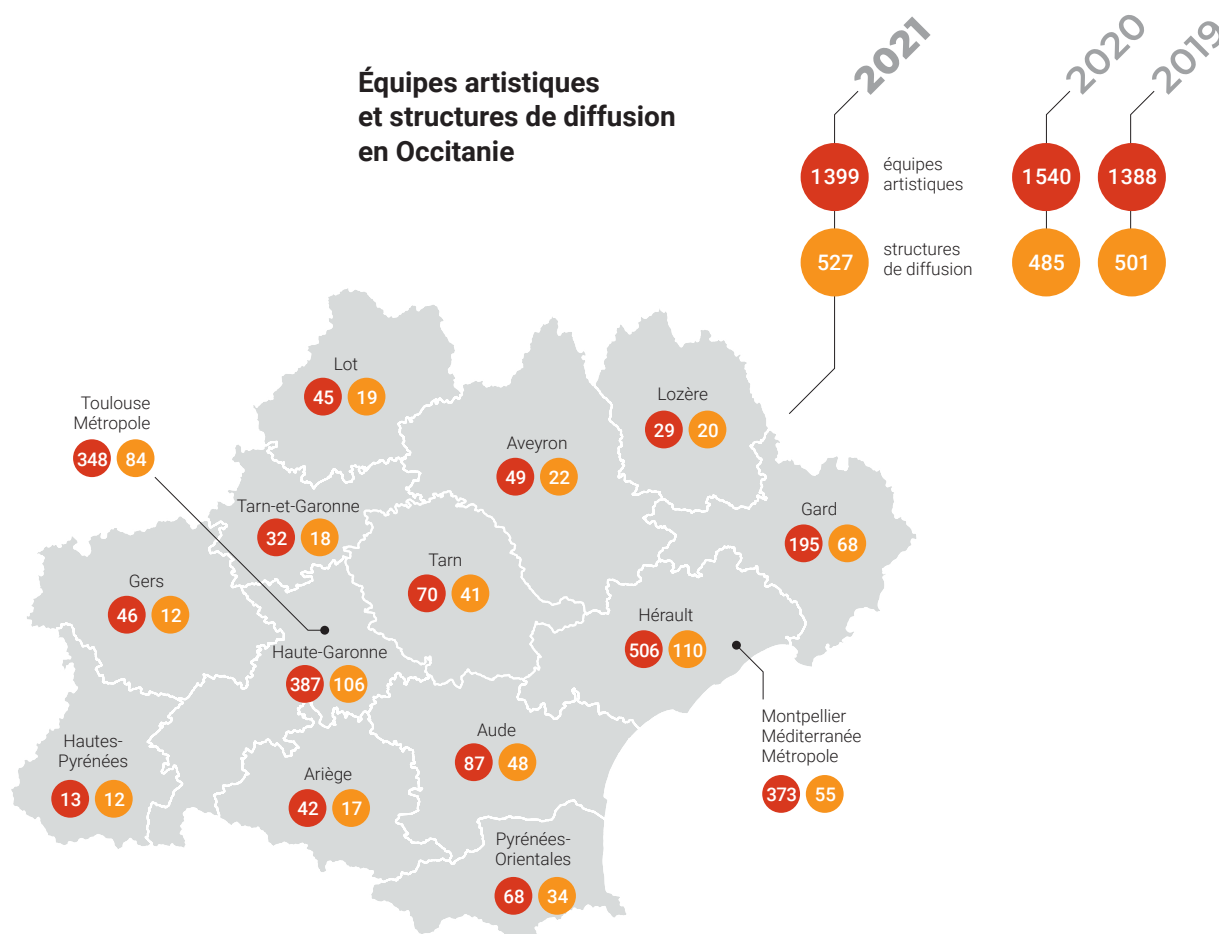 Équipes artistiques
et structures de diffusion
en Occitanie
2021
2020
2019
1399
équipes
artistiques
1540
1388
527
structures
de diffusion
485
501
Lot
45 19
Toulouse
Métropole
348 84
Lozère
29 20
Aveyron
49 22
Tarn-et-Garonne
32 18
Gard
195 68
Tarn
70 41
Gers
46 12
Hérault
506 110
Haute-Garonne
387 106
Montpellier
Méditerranée
Métropole
373 55
Aude
87 48
Hautes-
Pyrénées
13 12
Ariège
42 17
Pyrénées-
Orientales
68 34